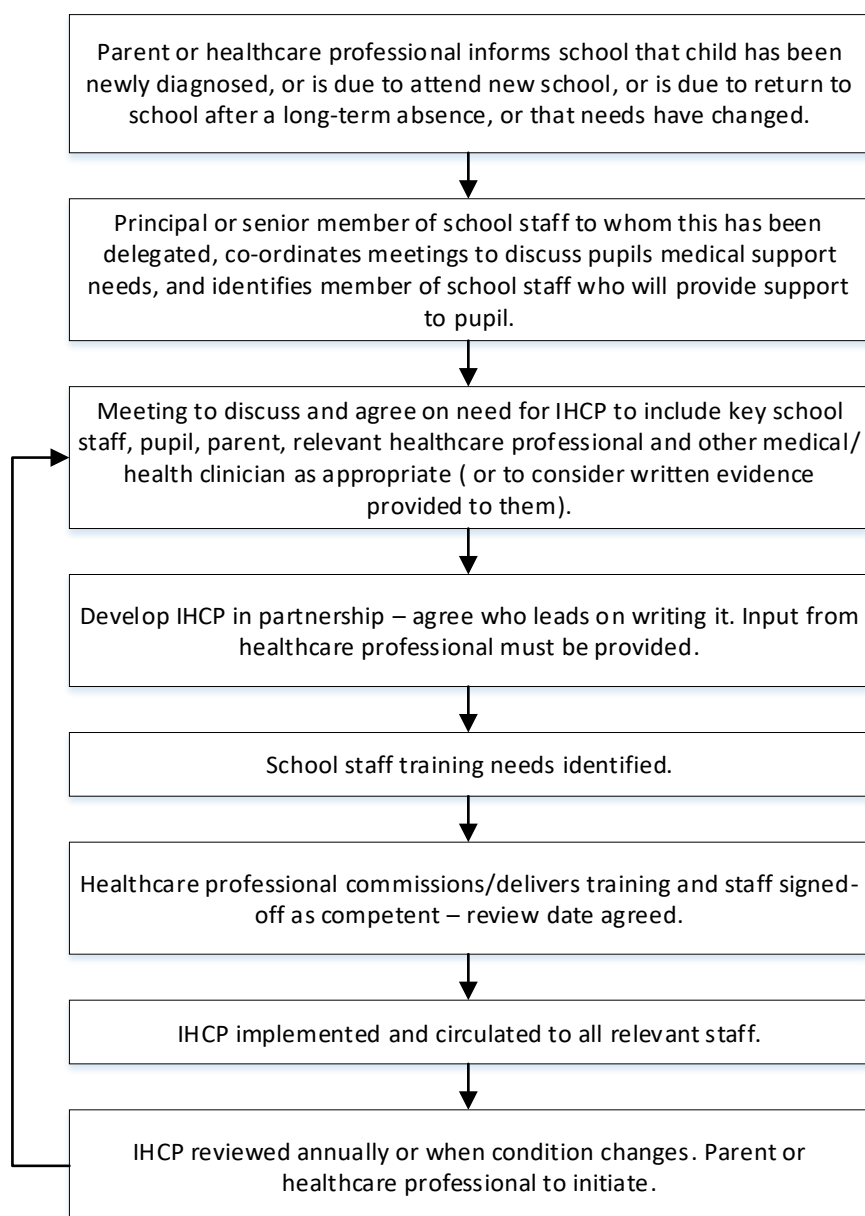 Parent or healthcare professional informs school that child has been
newly diagnosed, or is due to attend new school, or is due to return to
school after a long-term absence, or that needs have changed.
Principal or senior member of school staff to whom this has been
delegated, co-ordinates meetings to discuss pupils medical support
needs, and identifies member of school staff who will provide support
to pupil.
Meeting to discuss and agree on need for IHCP to include key school
staff, pupil, parent, relevant healthcare professional and other medical/
health clinician as appropriate ( or to consider written evidence
provided to them).
Develop IHCP in partnership – agree who leads on writing it. Input from
healthcare professional must be provided.
School staff training needs identified.
Healthcare professional commissions/delivers training and staff signed-
off as competent – review date agreed.
IHCP implemented and circulated to all relevant staff.
IHCP reviewed annually or when condition changes. Parent or
healthcare professional to initiate.